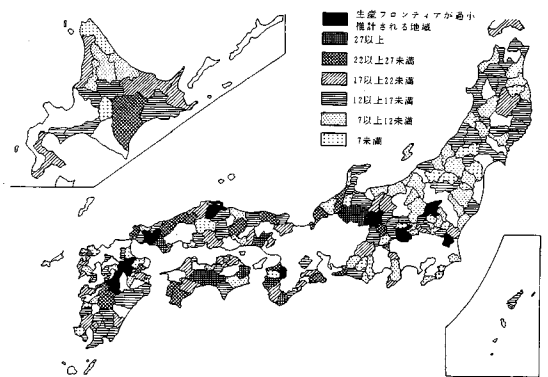 生産フロンティアが過小
推計される地域
27以上
22以上27未満
17以上22未満
12以上17未満
7以上12未満
7未満